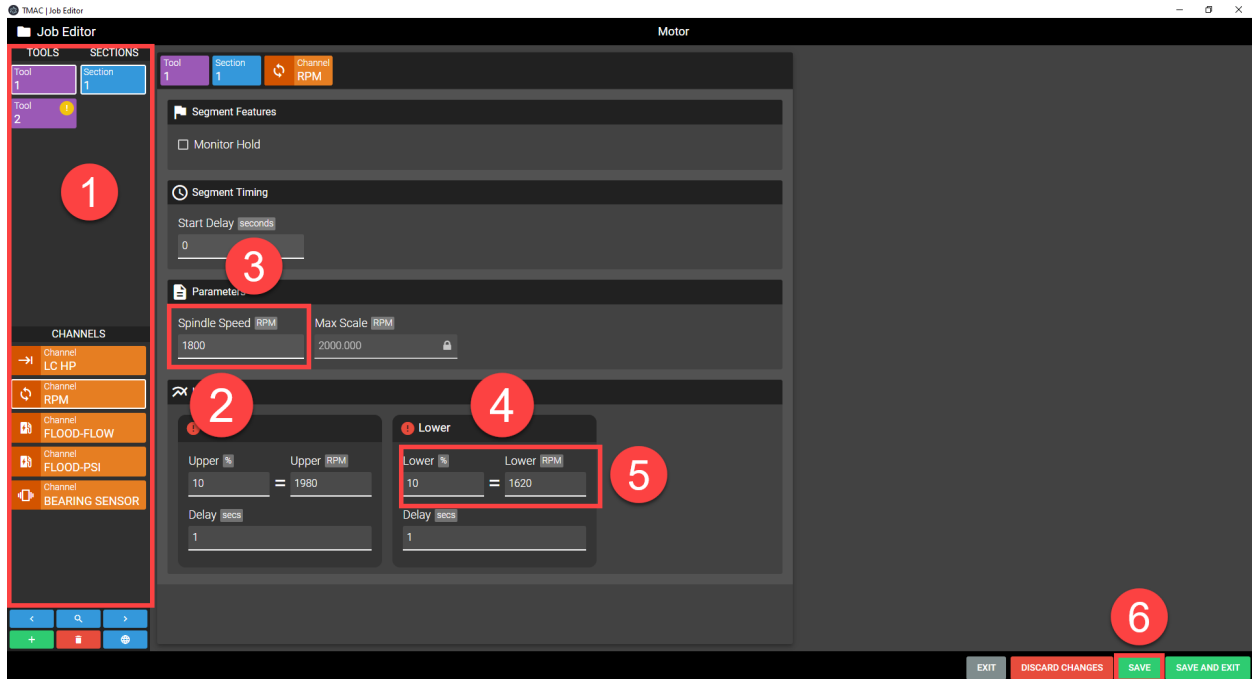 TMAC | Job Editor
Job Editor
Motor
TOOLS SECTIONS
Tool
1
Section
1
Tool
2
1
CHANNELS
Channel
LC HP
Channel
RPM
Channel
FLOOD-FLOW
Channel
FLOOD-PSI
Channel
BEARING SENSOR
Tool
1
Section
1
Channel
RPM
Segment Features
Monitor Hold
Segment Timing
Start Delay seconds
0
3
Parameters
Spindle Speed RPM Max Scale RPM
1800 2000.000
2
4
Lower
Upper % Upper RPM
10 = 1980
Delay secs
1
Lower % Lower RPM
10 = 1620
Delay secs
1
5
6
EXIT DISCARD CHANGES SAVE SAVE AND EXIT